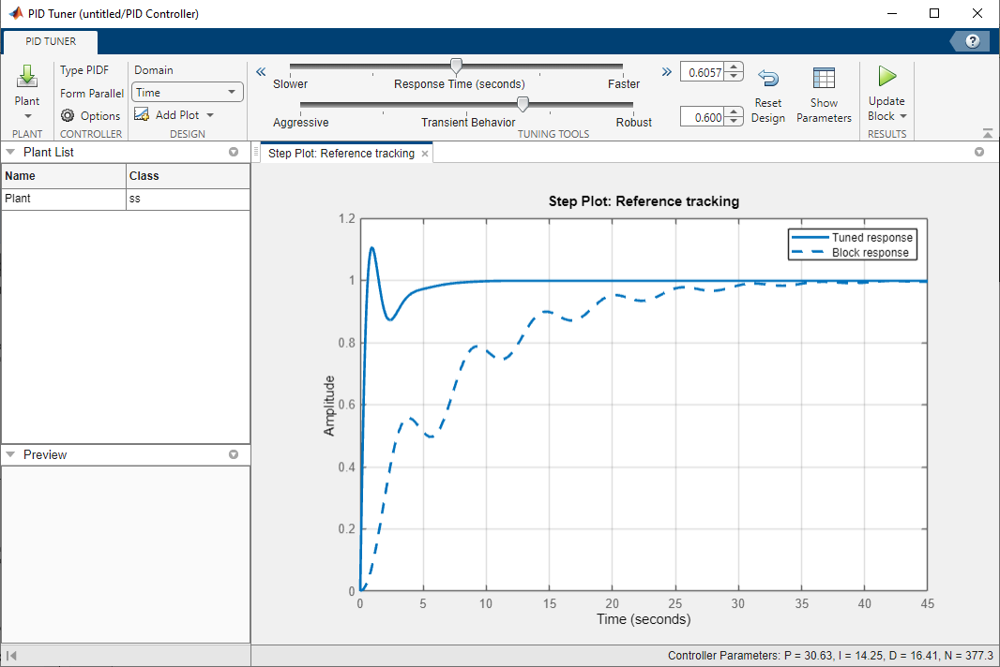 PID Tuner (untitled/PID Controller)
PID TUNER
?
Plant
PLANT
Type PIDF
Form Parallel
Options
CONTROLLER
Domain
Time
Add Plot
DESIGN
Slower
Response Time (seconds)
Faster
0.6057
Aggressive
Transient Behavior
Robust
0.600
TUNING TOOLS
Reset
Design
Show
Parameters
Update
Block
RESULTS
Plant List
Name Class
Plant ss
Preview
Step Plot: Reference tracking
Step Plot: Reference tracking
Tuned response
Block response
Amplitude
1.2
1
0.8
0.6
0.4
0.2
0
0 5 10 15 20 25 30 35 40 45
Time (seconds)
Controller Parameters: P = 30.63, I = 14.25, D = 16.41, N = 377.3